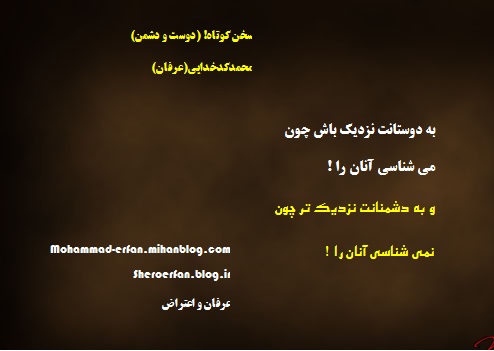 سخن کوتاه! (دوست و دشمن)
محمدکدخدایی(عرفان)
به دوستانت نزدیک باش چون
می شناسی آنان را !
و به دشمنانت نزدیک تر چون
نمی شناسی آنان را !
Mohammad-erfan.mihanblog.com
Sheroerfan.blog.ir
عرفان و اعتراض